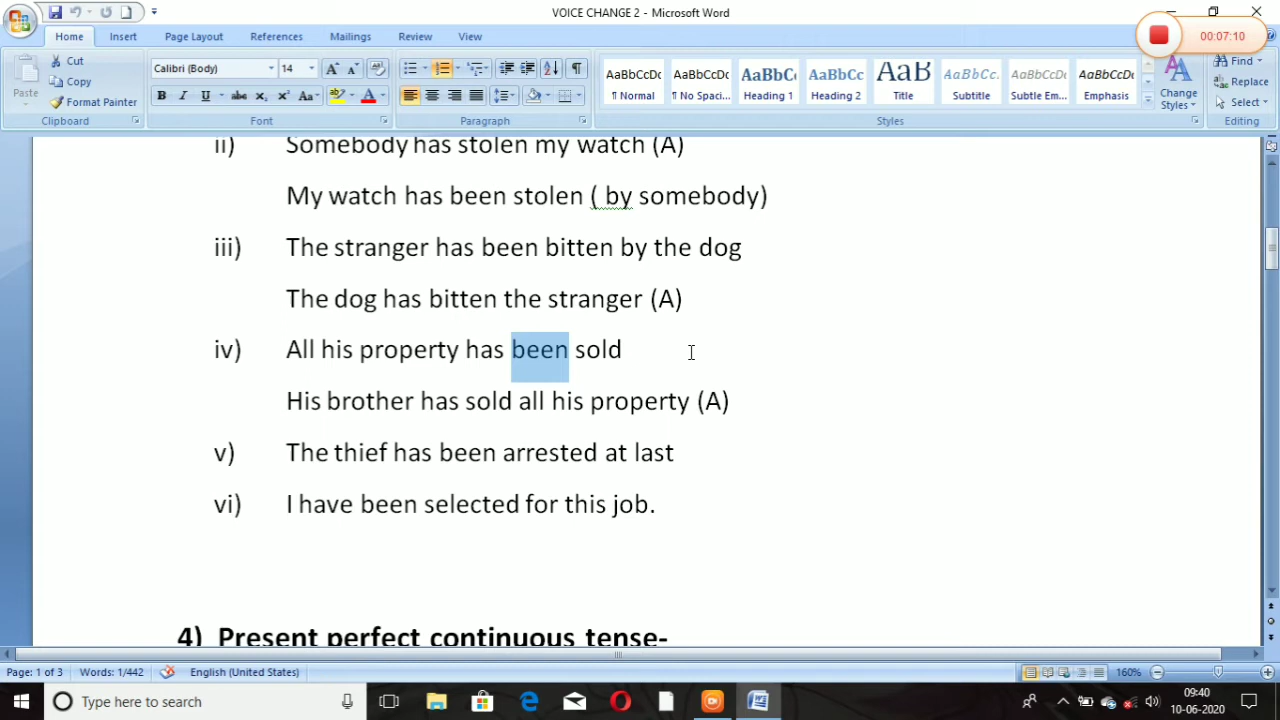 VOICE CHANGE 2 - Microsoft Word
00:07:10
Home Insert Page Layout References Mailings Review View
Paste
Cut
Copy
Format Painter
Clipboard
Calibri (Body) 14
Font
Paragraph
AaBbCcDc AaBbCcDc AaBbC AaBbCc AaB AaBbCc. AaBbCcDc AaBbCcDc
¶ Normal ¶ No Spaci... Heading 1 Heading 2 Title Subtitle Subtle Em... Emphasis
Change Styles
Styles
Find
Replace
Select
Editing
ii) Somebody has stolen my watch (A)
My watch has been stolen ( by somebody)
iii) The stranger has been bitten by the dog
The dog has bitten the stranger (A)
iv) All his property has been sold
His brother has sold all his property (A)
v) The thief has been arrested at last
vi) I have been selected for this job.
4) Present perfect continuous tense-
Page: 1 of 3 Words: 1/442 English (United States) 160%
Type here to search
09:40
10-06-2020